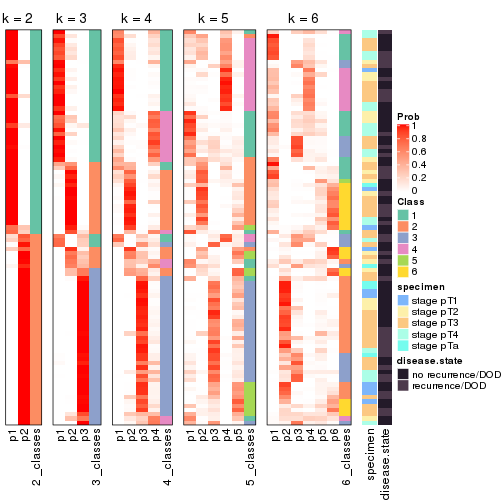 k = 2 k = 3 k = 4 k = 5 k = 6
Prob
1
0.8
0.6
0.4
0.2
0
Class
1
2
3
4
5
6
specimen
stage pT1
stage pT2
stage pT3
stage pT4
stage pTa
disease.state
no recurrence/DOD
recurrence/DOD
p1 p2 2_classes
p1 p2 p3 3_classes
p1 p2 p3 p4 4_classes
p1 p2 p3 p4 p5 5_classes
p1 p2 p3 p4 p5 p6 6_classes
specimen
disease.state